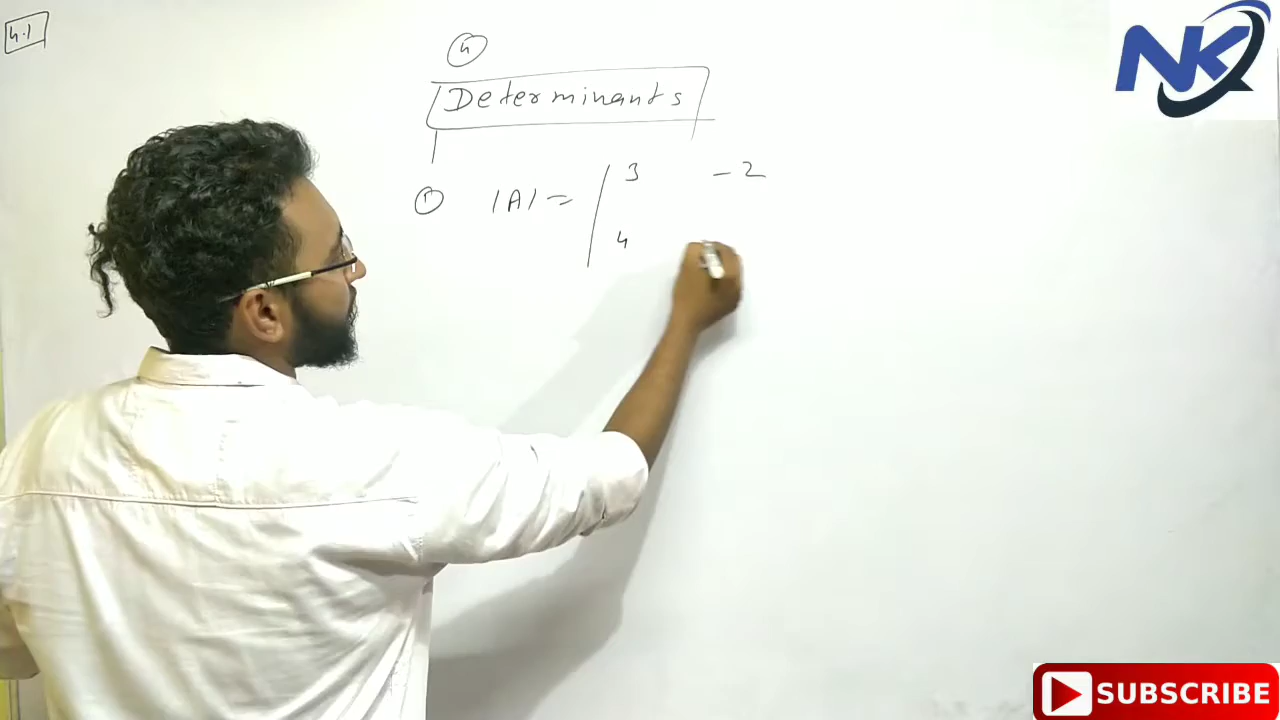 4.1
4
Determinants
1 |A| = | 3 -2
4
NK
SUBSCRIBE